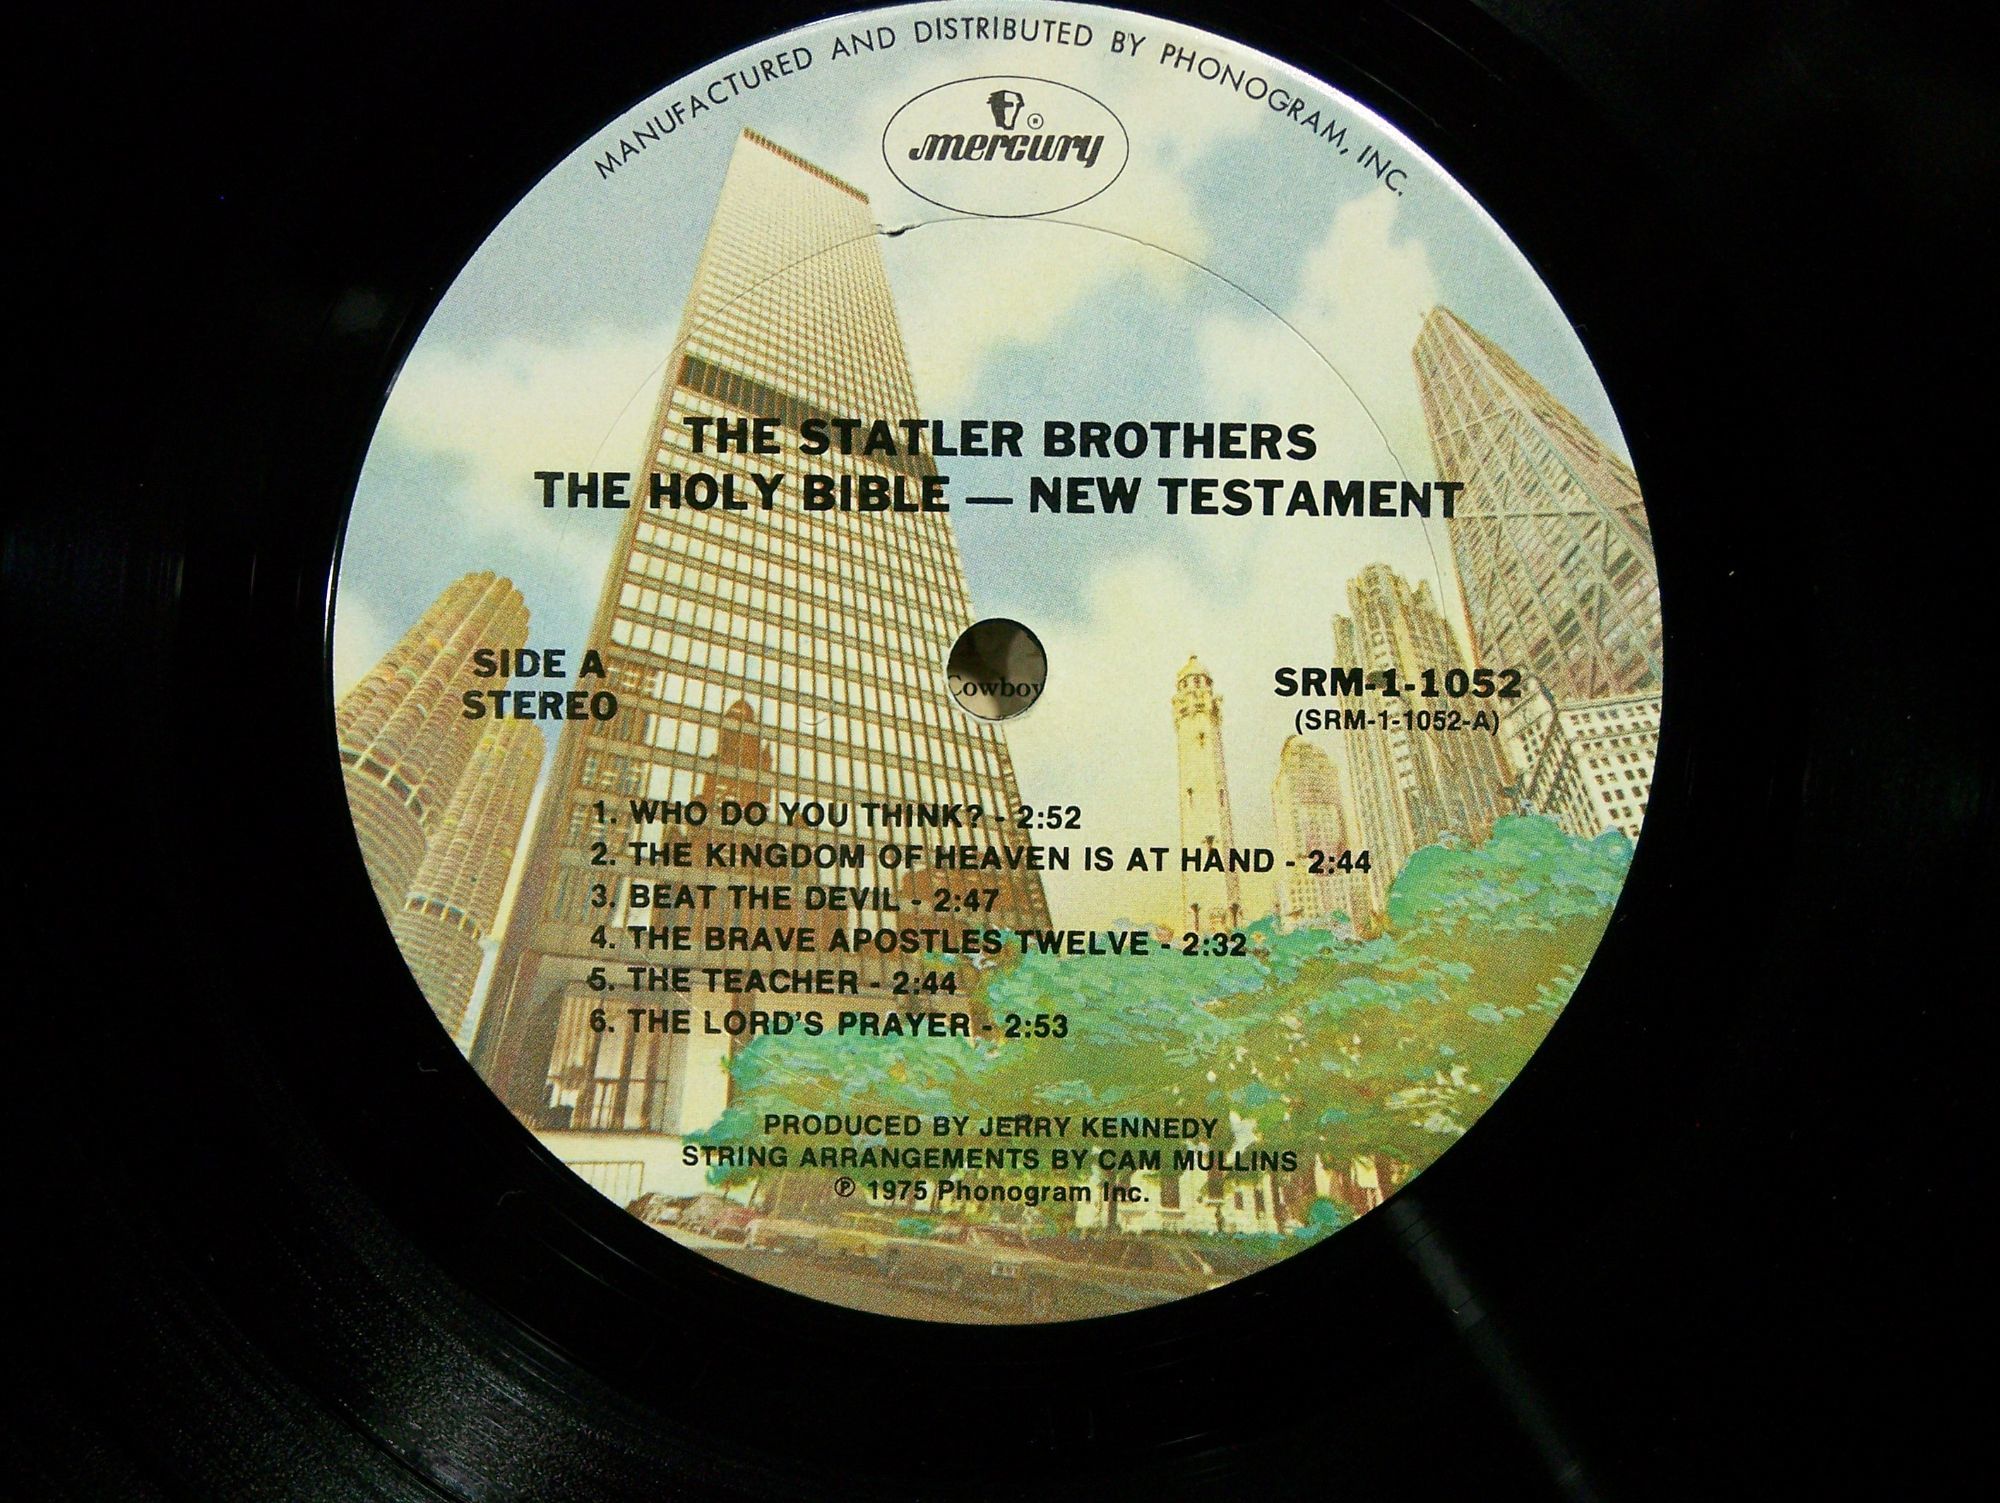 MANUFACTURED AND DISTRIBUTED BY PHONOGRAM, INC.
mercury ®
THE STATLER BROTHERS
THE HOLY BIBLE — NEW TESTAMENT
SIDE A
STEREO
Cowboy
SRM-1-1052
(SRM-1-1052-A)
1. WHO DO YOU THINK? - 2:52
2. THE KINGDOM OF HEAVEN IS AT HAND - 2:44
3. BEAT THE DEVIL - 2:47
4. THE BRAVE APOSTLES TWELVE - 2:32
5. THE TEACHER - 2:44
6. THE LORD'S PRAYER - 2:53
PRODUCED BY JERRY KENNEDY
STRING ARRANGEMENTS BY CAM MULLINS
℗ 1975 Phonogram Inc.